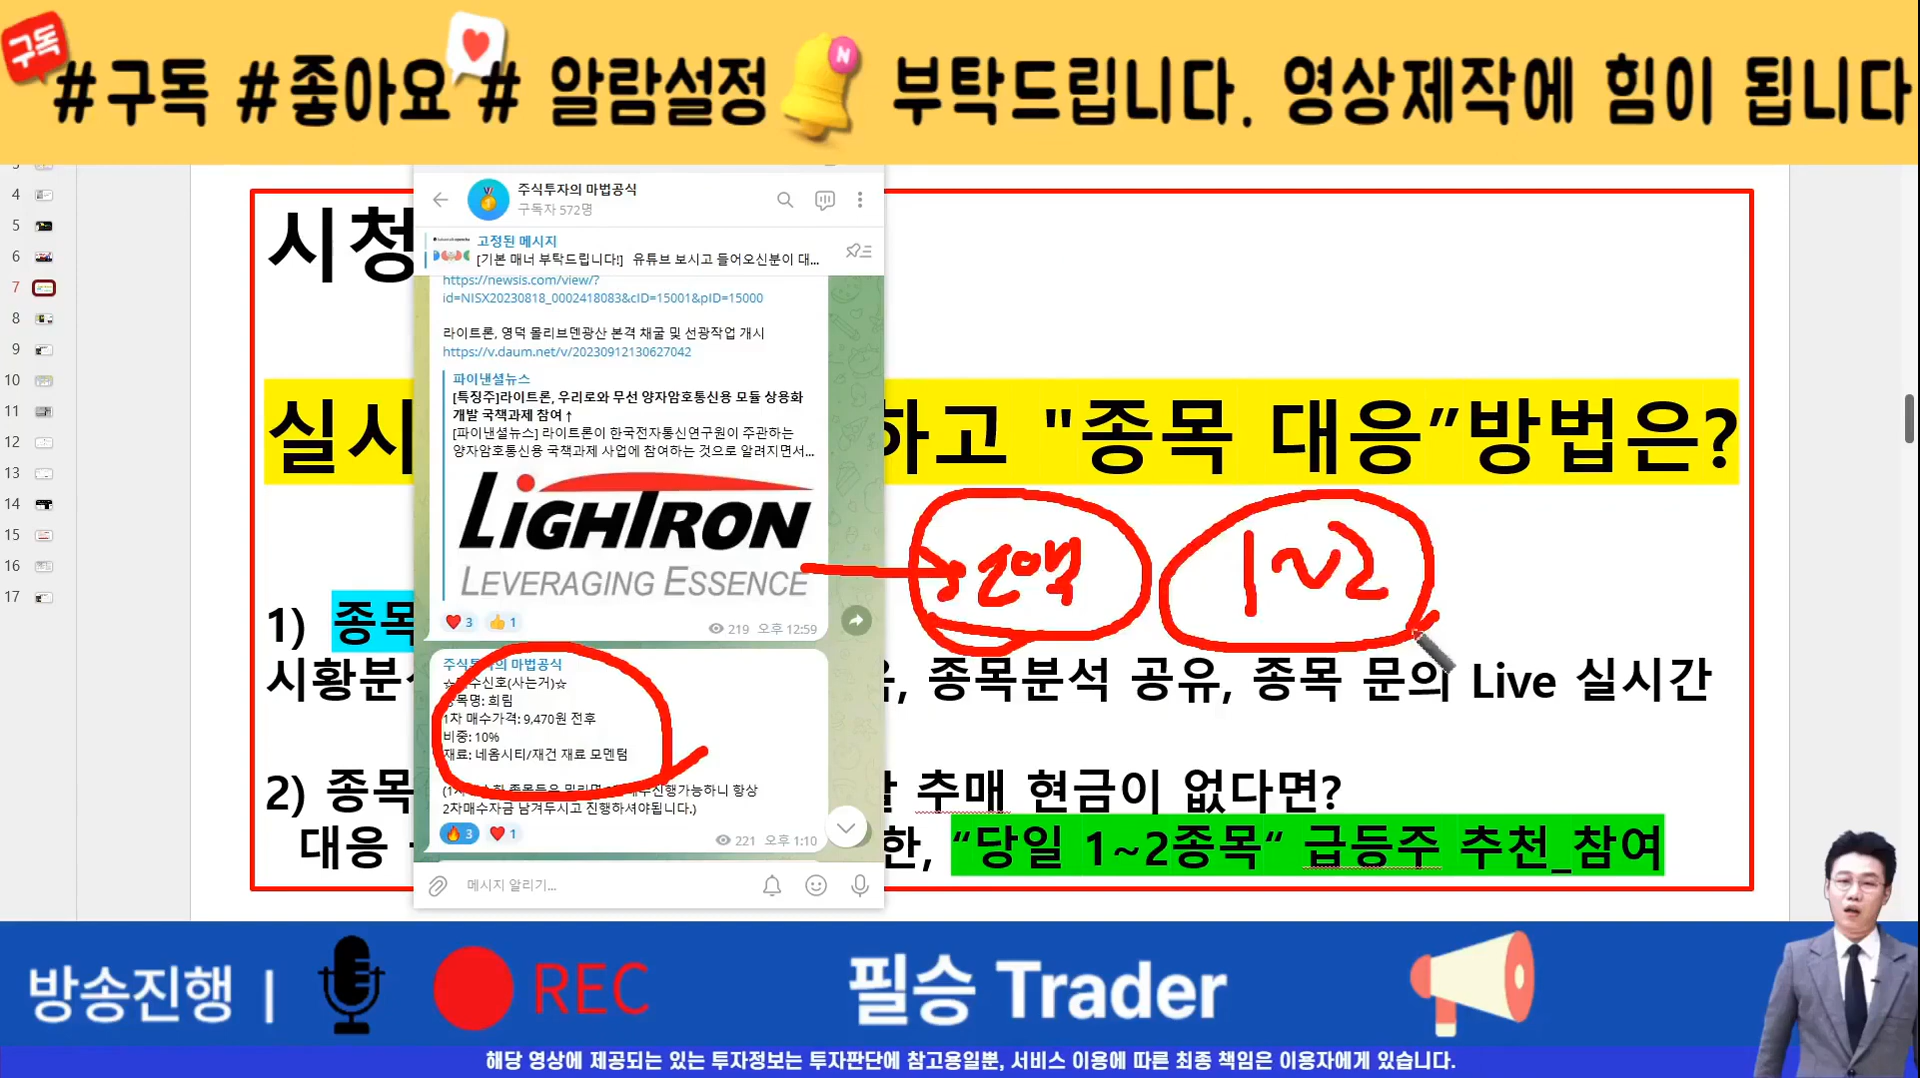 구독
#구독 #좋아요 # 알람설정 N 부탁드립니다. 영상제작에 힘이 됩니다
4
5
6
7
8
9
10
11
12
13
14
15
16
17
시청
실시
하고 "종목 대응”방법은?
1) 종목
시황분
, 종목분석 공유, 종목 문의 Live 실시간
2) 종목
추매 현금이 없다면?
대응
한, “당일 1~2종목“ 급등주 추천_참여
1~2
주식투자의 마법공식
구독자 572명
고정된 메시지
[기본 매너 부탁드립니다!] 유튜브 보시고 들어오신분이 대...
https://newsis.com/view/?
id=NISX20230818_0002418083&cID=15001&pID=15000
라이트론, 영덕 몰리브덴광산 본격 채굴 및 선광작업 개시
https://v.daum.net/v/20230912130627042
파이낸셜뉴스
[특징주]라이트론, 우리로와 무선 양자암호통신용 모듈 상용화
개발 국책과제 참여↑
[파이낸셜뉴스] 라이트론이 한국전자통신연구원이 주관하는
양자암호통신용 국책과제 사업에 참여하는 것으로 알려지면서...
LIGHTRON
LEVERAGING ESSENCE
3 1
219 오후 12:59
주식투자의 마법공식
☆매수신호(사는거)☆
종목명: 희림
1차 매수가격: 9,470원 전후
비중: 10%
재료: 네옴시티/재건 재료 모멘텀
2차매수자금 남겨두시고 진행하셔야됩니다.)
3 1
221 오후 1:10
메시지 알리기...
방송진행 | REC
필승 Trader
해당 영상에 제공되는 있는 투자정보는 투자판단에 참고용일뿐, 서비스 이용에 따른 최종 책임은 이용자에게 있습니다.